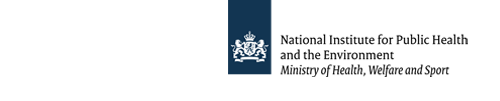 National Institute for Public Health
and the Environment
Ministry of Health, Welfare and Sport